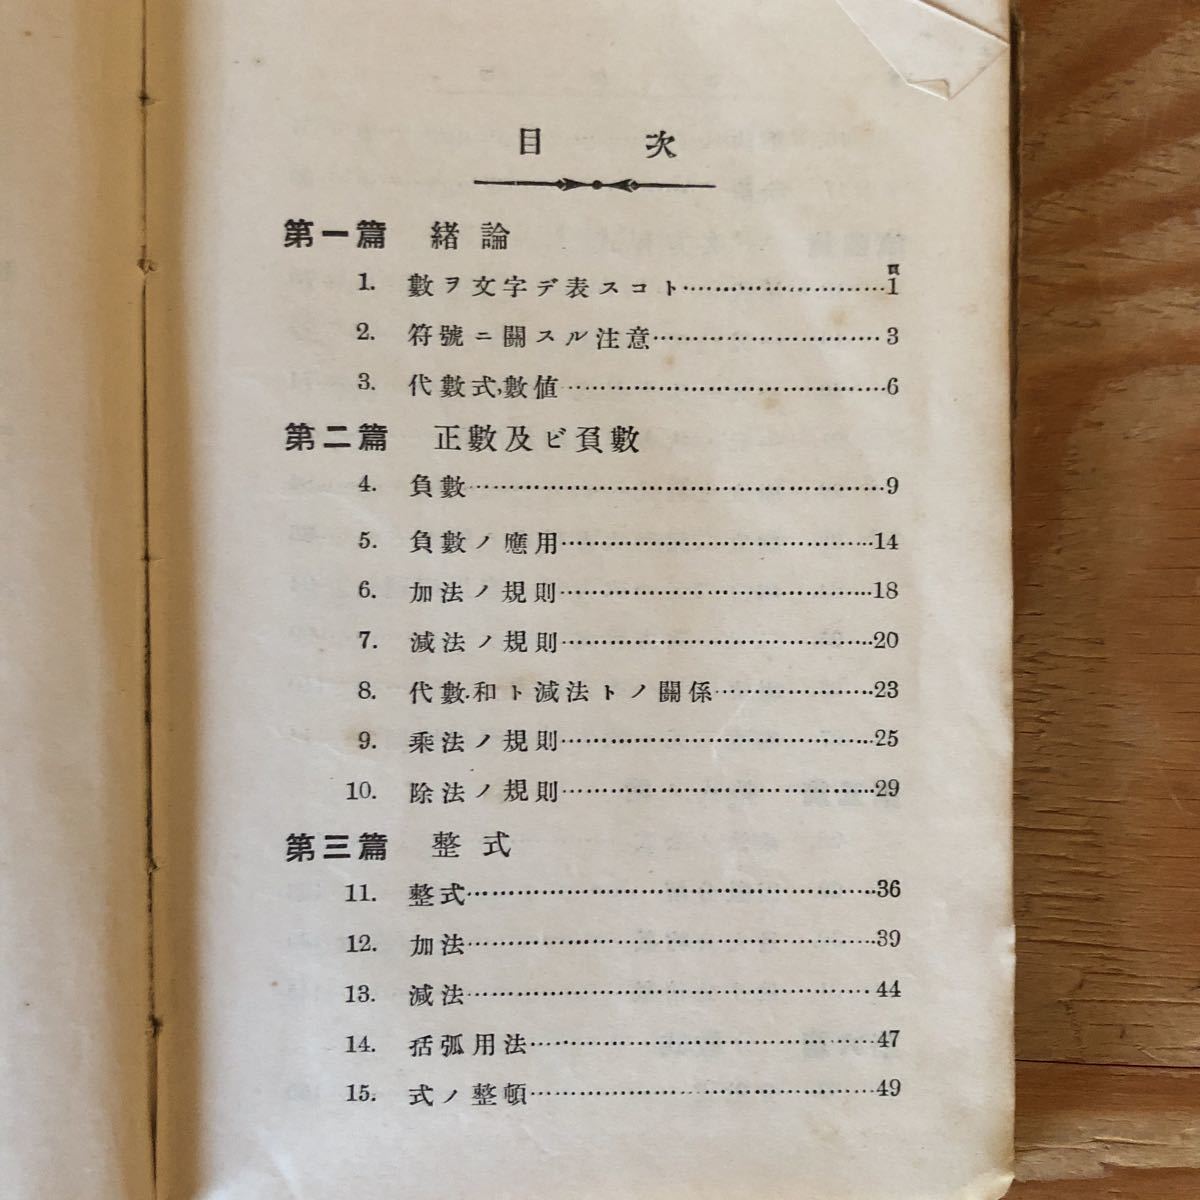 目次
第一篇 緒論
頁
1. 數ヲ文字デ表スコト……………………1
2. 符號ニ關スル注意………………………3
3. 代數式,數値………………………………6
第二篇 正數及ビ負數
4. 負數…………………………………………9
5. 負數ノ應用………………………………14
6. 加法ノ規則………………………………18
7. 減法ノ規則………………………………20
8. 代數和ト減法トノ關係………………23
9. 乘法ノ規則………………………………25
10. 除法ノ規則………………………………29
第三篇 整式
11. 整式…………………………………………36
12. 加法…………………………………………39
13. 減法…………………………………………44
14. 括弧用法……………………………………47
15. 式ノ整頓……………………………………49